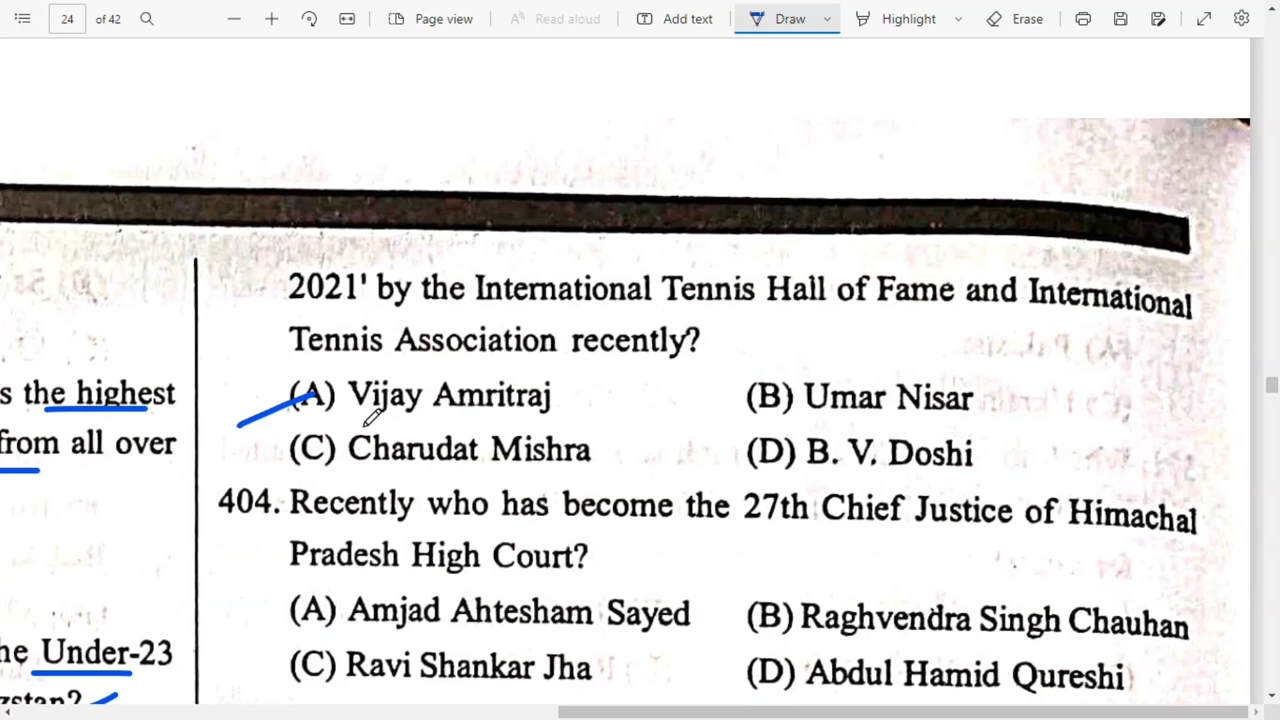 24 of 42 Page view Read aloud Add text Draw Highlight Erase
2021' by the International Tennis Hall of Fame and International
Tennis Association recently?
(A) Vijay Amritraj (B) Umar Nisar
(C) Charudat Mishra (D) B. V. Doshi
404. Recently who has become the 27th Chief Justice of Himachal
Pradesh High Court?
(A) Amjad Ahtesham Sayed (B) Raghvendra Singh Chauhan
(C) Ravi Shankar Jha (D) Abdul Hamid Qureshi
s the highest
from all over
he Under-23
zstan?